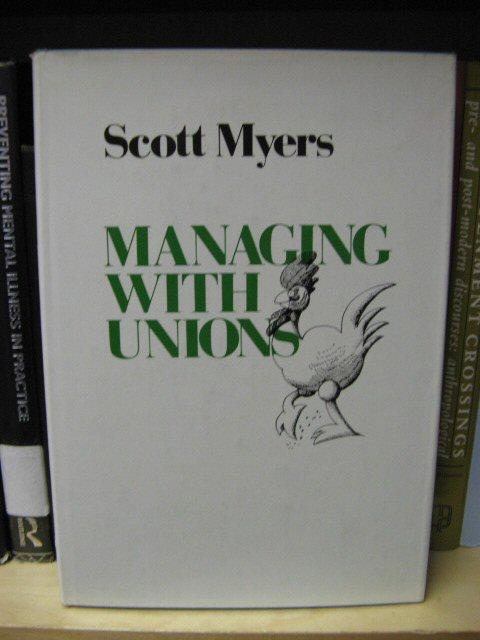 Scott Myers
MANAGING
WITH
UNIONS
PREVENTING MENTAL ILLNESS IN PRACTICE
pre- and post-modern discourses anthropological
CROSSINGS